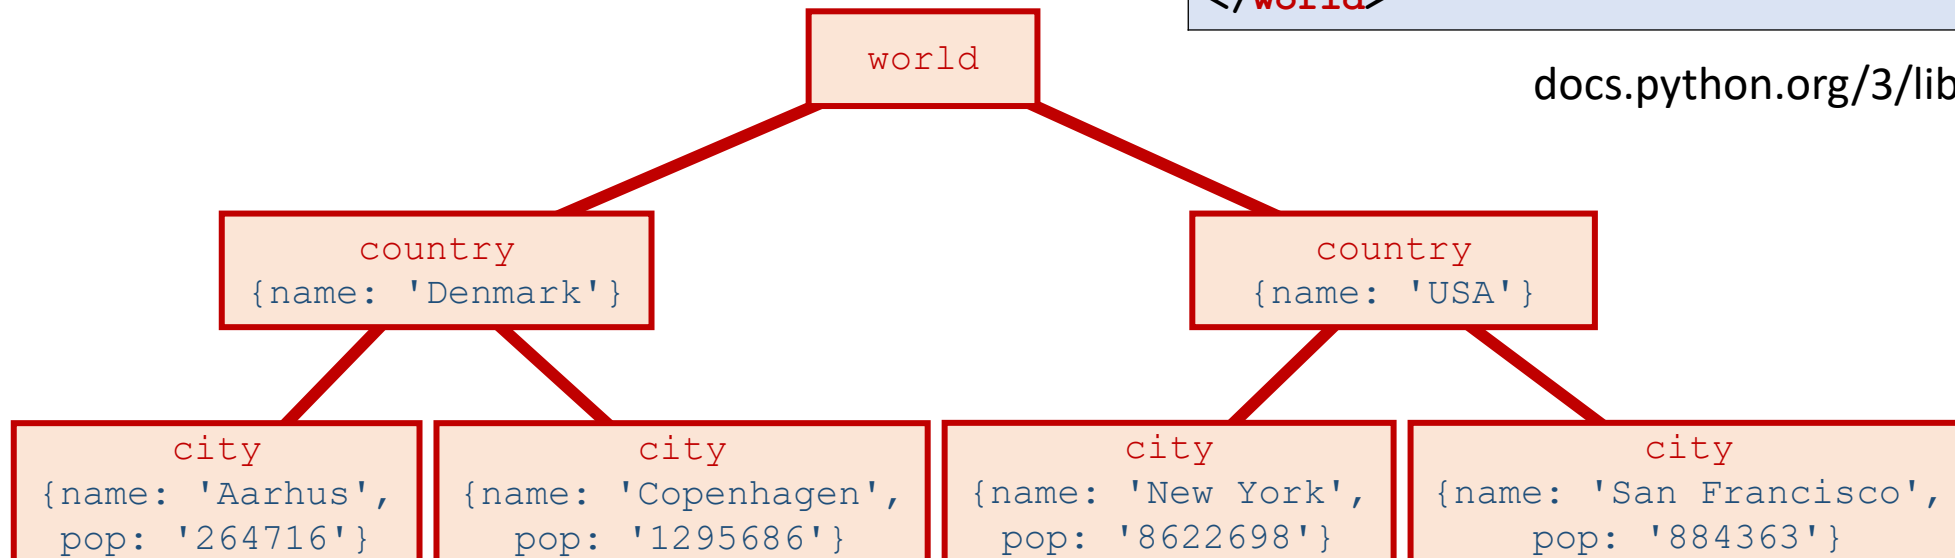 </world>
world
docs.python.org/3/lib
country
{name: 'Denmark'}
country
{name: 'USA'}
city
{name: 'Aarhus',
pop: '264716'}
city
{name: 'Copenhagen',
pop: '1295686'}
city
{name: 'New York',
pop: '8622698'}
city
{name: 'San Francisco',
pop: '884363'}